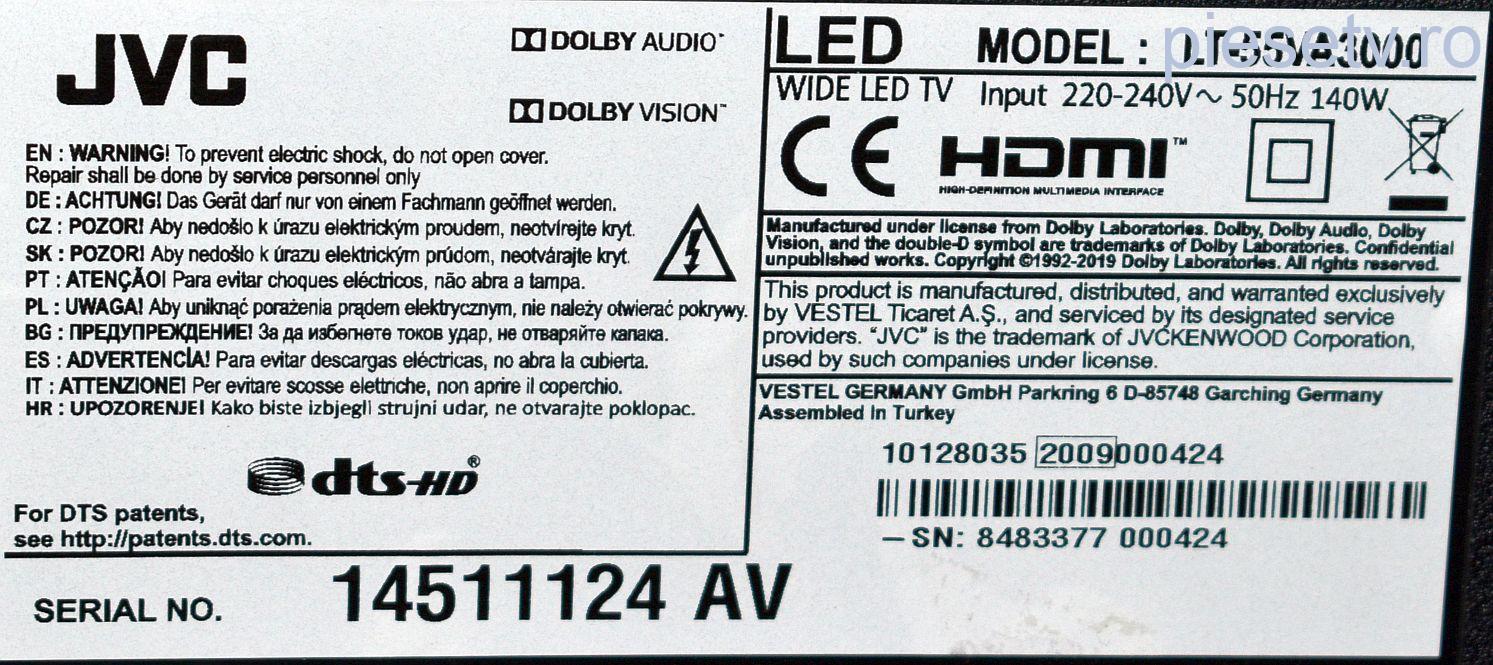 JVC
DOLBY AUDIO™
DOLBY VISION™
EN : WARNING! To prevent electric shock, do not open cover.
Repair shall be done by service personnel only
DE : ACHTUNG! Das Gerät darf nur von einem Fachmann geöffnet werden.
CZ : POZOR! Aby nedošlo k úrazu elektrickým proudem, neotvírejte kryt.
SK : POZOR! Aby nedošlo k úrazu elektrickým prúdom, neotvárajte kryt.
PT : ATENÇÃO! Para evitar choques eléctricos, não abra a tampa.
PL : UWAGA! Aby uniknąć porażenia prądem elektrycznym, nie należy otwierać pokrywy.
BG : ПРЕДУПРЕЖДЕНИЕ! За да избегнете токов удар, не отваряйте капака.
ES : ADVERTENCIA! Para evitar descargas eléctricas, no abra la cubierta.
IT : ATTENZIONE! Per evitare scosse elettriche, non aprire il coperchio.
HR : UPOZORENJE! Kako biste izbjegli strujni udar, ne otvarajte poklopac.
dts-HD®
For DTS patents,
see http://patents.dts.com.
SERIAL NO. 14511124 AV
LED MODEL :
piesetv.ro
WIDE LED TV Input 220-240V~ 50Hz 140W
CE HDMI™
HIGH-DEFINITION MULTIMEDIA INTERFACE
Manufactured under license from Dolby Laboratories. Dolby, Dolby Audio, Dolby
Vision, and the double-D symbol are trademarks of Dolby Laboratories. Confidential
unpublished works. Copyright ©1992-2019 Dolby Laboratories. All rights reserved.
This product is manufactured, distributed, and warranted exclusively
by VESTEL Ticaret A.Ş., and serviced by its designated service
providers. "JVC" is the trademark of JVCKENWOOD Corporation,
used by such companies under license.
VESTEL GERMANY GmbH Parkring 6 D-85748 Garching Germany
Assembled in Turkey
10128035 2009000424
– SN: 8483377 000424